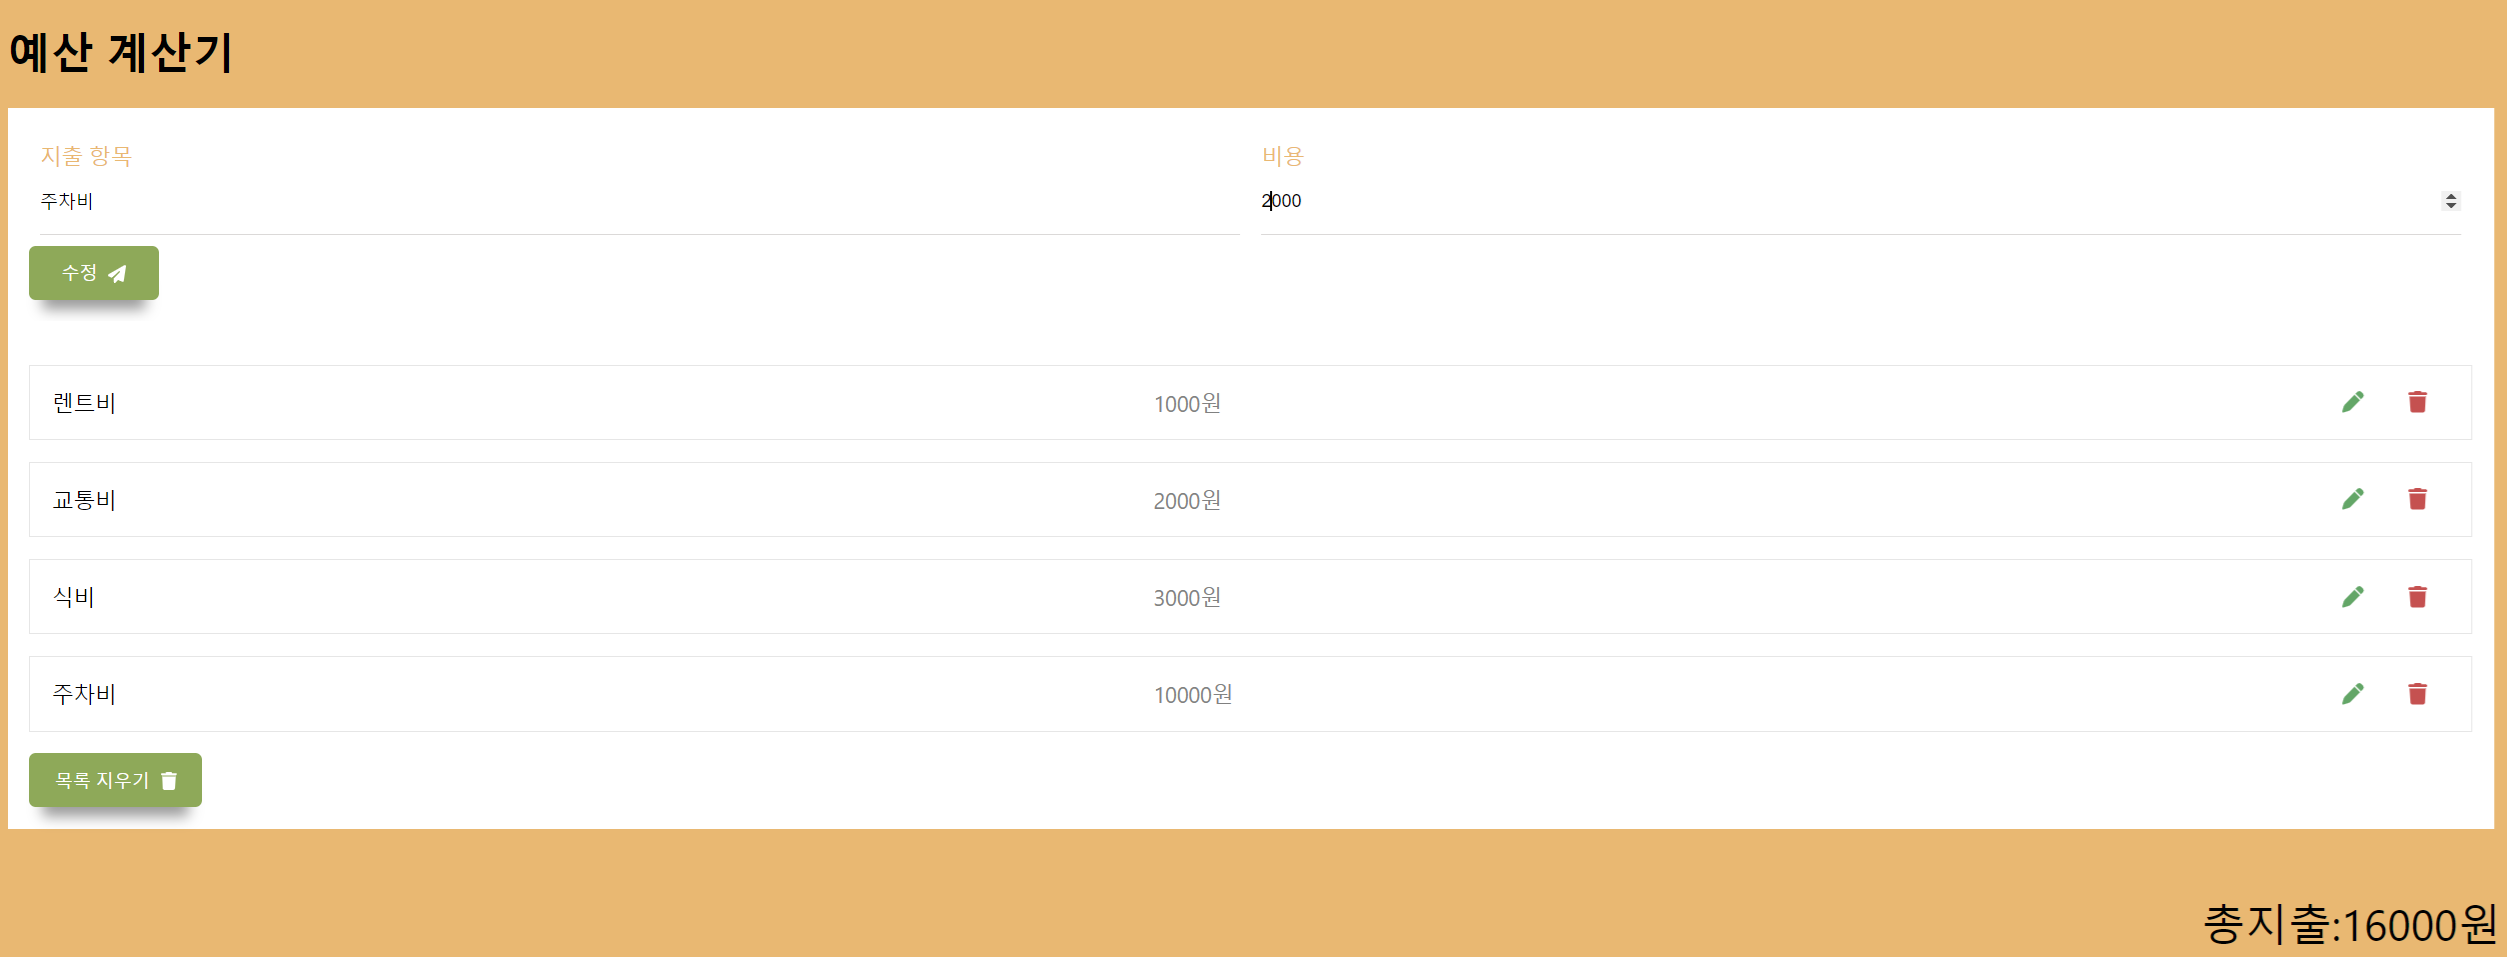 예산 계산기
지출 항목 비용
주차비 2000
수정
렌트비 1000원
교통비 2000원
식비 3000원
주차비 10000원
목록 지우기
총지출:16000원